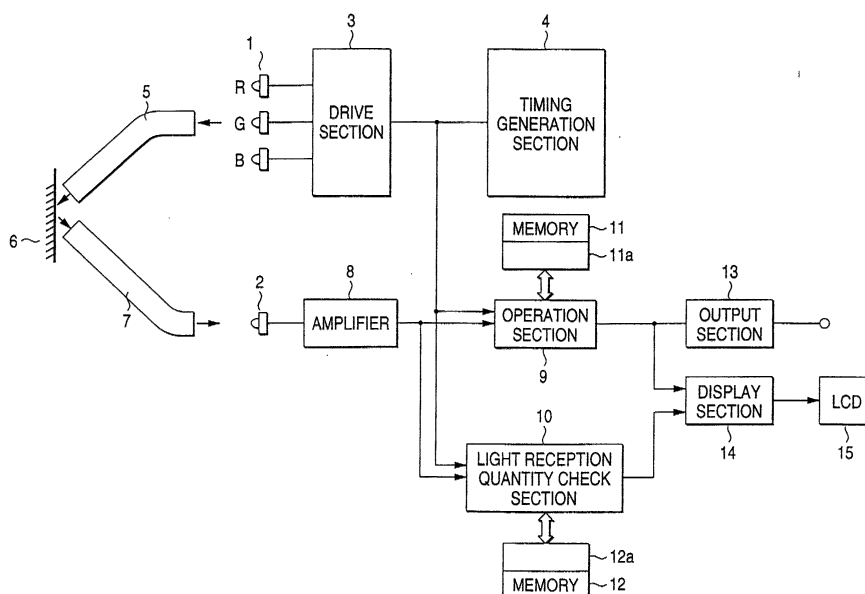 3
4
1
5
R
DRIVE
SECTION
TIMING
GENERATION
SECTION
G
B
6
MEMORY
11
11a
7
2
8
AMPLIFIER
OPERATION
SECTION
9
13
OUTPUT
SECTION
DISPLAY
SECTION
14
LCD
15
10
LIGHT RECEPTION
QUANTITY CHECK
SECTION
12a
MEMORY
12